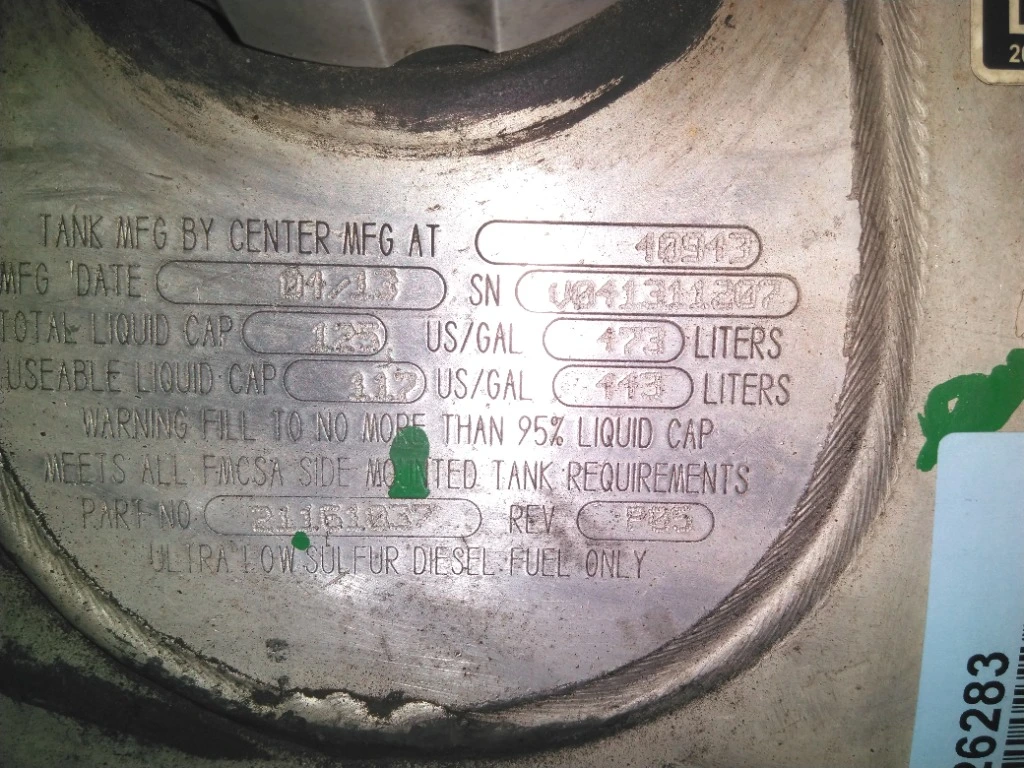 TANK MFG BY CENTER MFG AT 40943
MFG DATE 04/13 SN V041311207
TOTAL LIQUID CAP 125 US/GAL 473 LITERS
USEABLE LIQUID CAP 117 US/GAL 443 LITERS
WARNING FILL TO NO MORE THAN 95% LIQUID CAP
MEETS ALL FMCSA SIDE MOUNTED TANK REQUIREMENTS
PART NO 21161037 REV P05
ULTRA LOW SULFUR DIESEL FUEL ONLY
26283